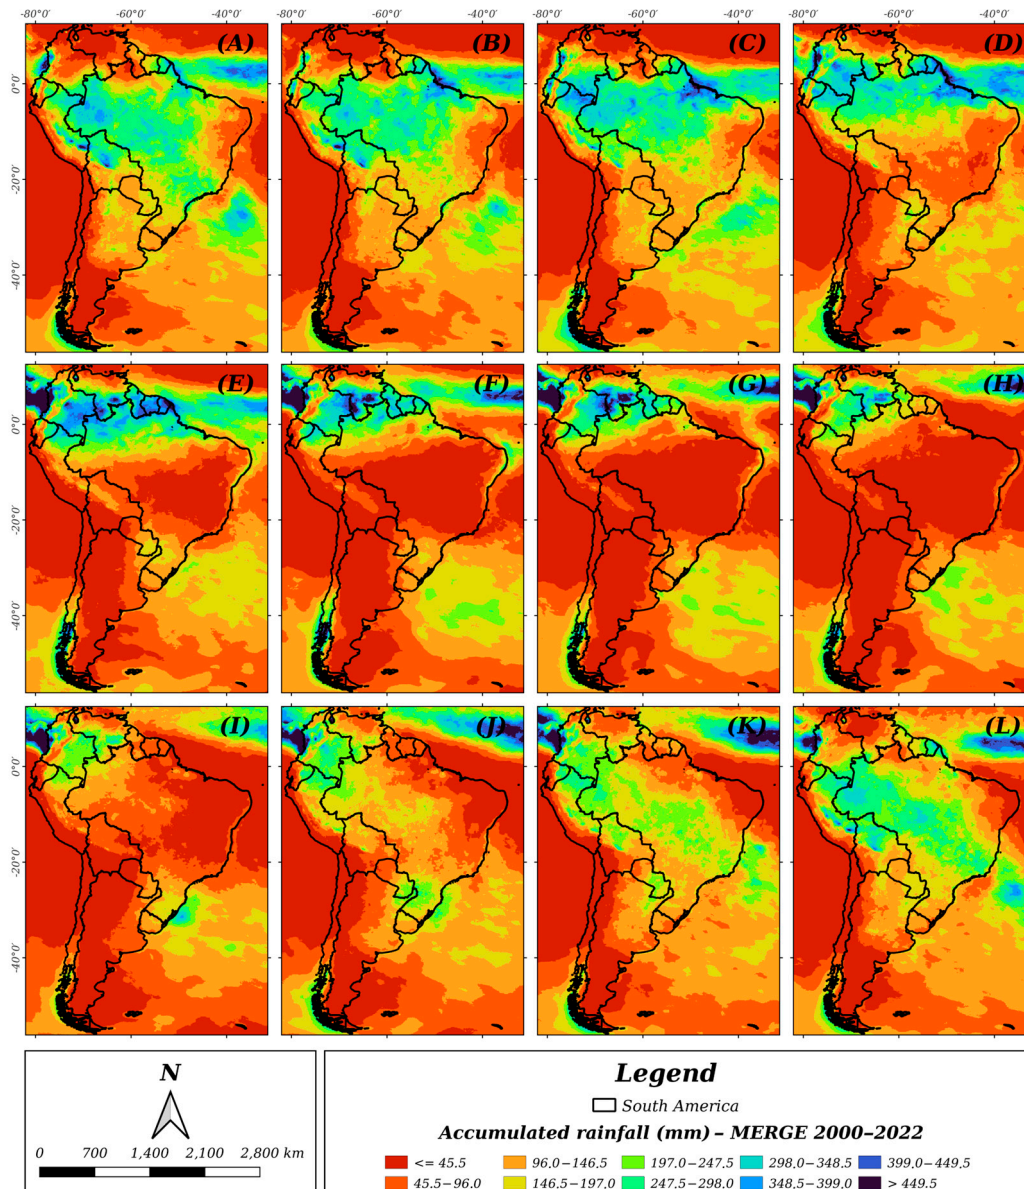 -80°0' -60°0' -40°0' -80°0' -60°0' -40°0' -80°0' -60°0' -40°0' -80°0' -60°0' -40°0'
(A) (B) (C) (D)
0°0'
-20°0'
-40°0'
(E) (F) (G) (H)
0°0'
-20°0'
-40°0'
(I) (J) (K) (L)
0°0'
-20°0'
-40°0'
N
0 700 1,400 2,100 2,800 km
Legend
South America
Accumulated rainfall (mm) – MERGE 2000–2022
<= 45.5 96.0–146.5 197.0–247.5 298.0–348.5 399.0–449.5
45.5–96.0 146.5–197.0 247.5–298.0 348.5–399.0 > 449.5